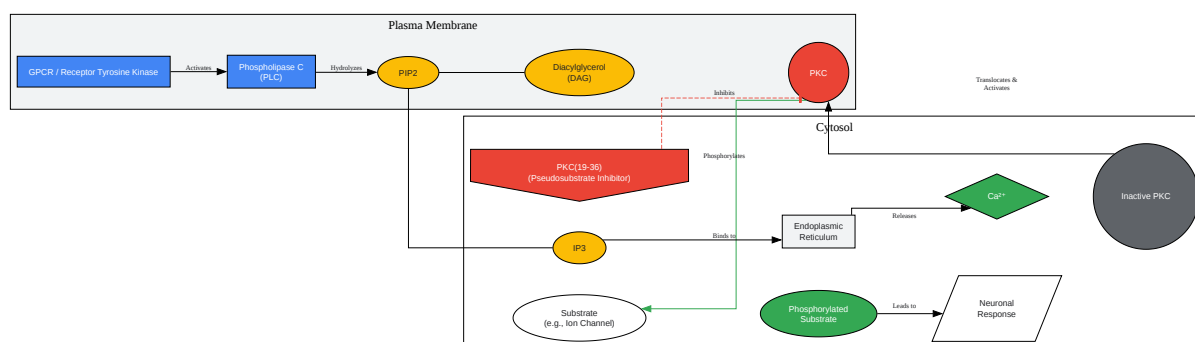 Plasma Membrane
GPCR / Receptor Tyrosine Kinase
Activates
Phospholipase C
(PLC)
Hydrolyzes
PIP2
Diacylglycerol
(DAG)
PKC
Translocates &
Activates
Inhibits
Cytosol
Phosphorylates
PKC(19-36)
(Pseudosubstrate Inhibitor)
Ca²⁺
Inactive PKC
Releases
Endoplasmic
Reticulum
Binds to
IP3
Substrate
(e.g., Ion Channel)
Phosphorylated
Substrate
Leads to
Neuronal
Response